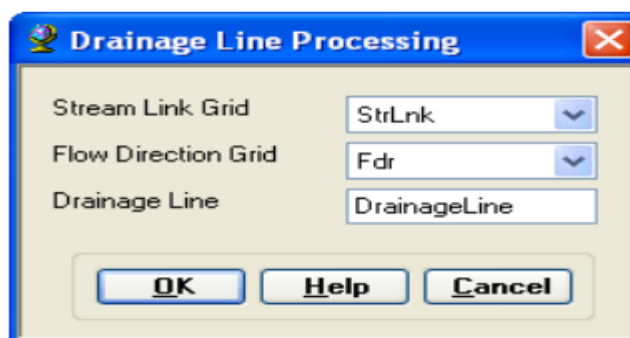 Drainage Line Processing
Stream Link Grid StrLnk
Flow Direction Grid Fdr
Drainage Line DrainageLine
OK Help Cancel